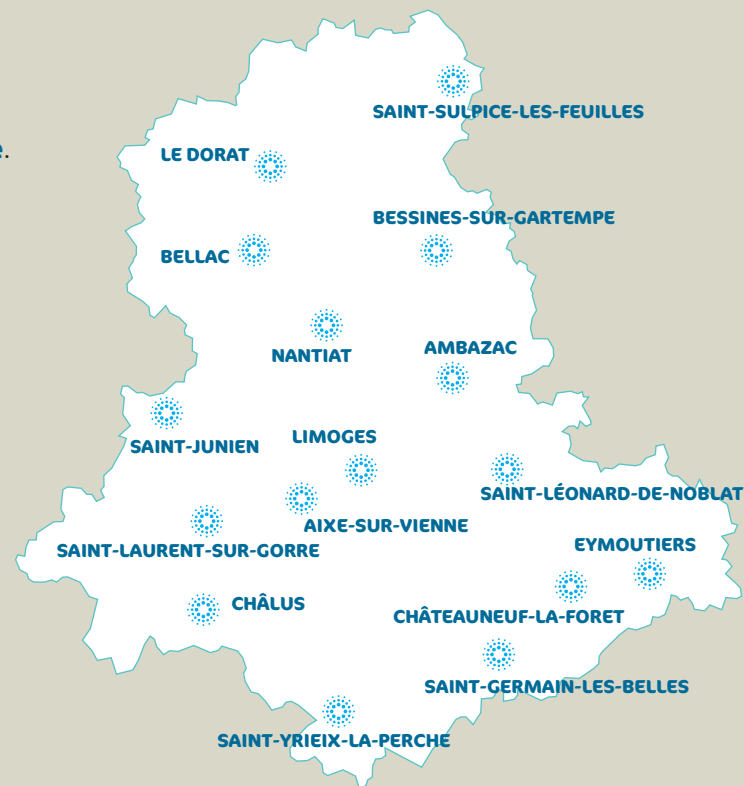 SAINT-SULPICE-LES-FEUILLES
e.
LE DORAT
BESSINES-SUR-GARTEMPE
BELLAC
NANTIAT
AMBAZAC
SAINT-JUNIEN
LIMOGES
SAINT-LÉONARD-DE-NOBLAT
AIXE-SUR-VIENNE
SAINT-LAURENT-SUR-GORRE
EYMOUTIERS
CHÂLUS
CHÂTEAUNEUF-LA-FORET
SAINT-GERMAIN-LES-BELLES
SAINT-YRIEIX-LA-PERCHE